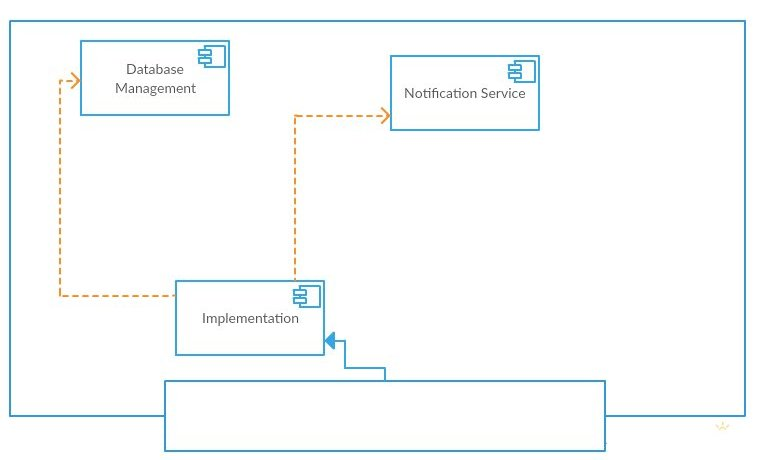 Database
Management
Notification Service
Implementation